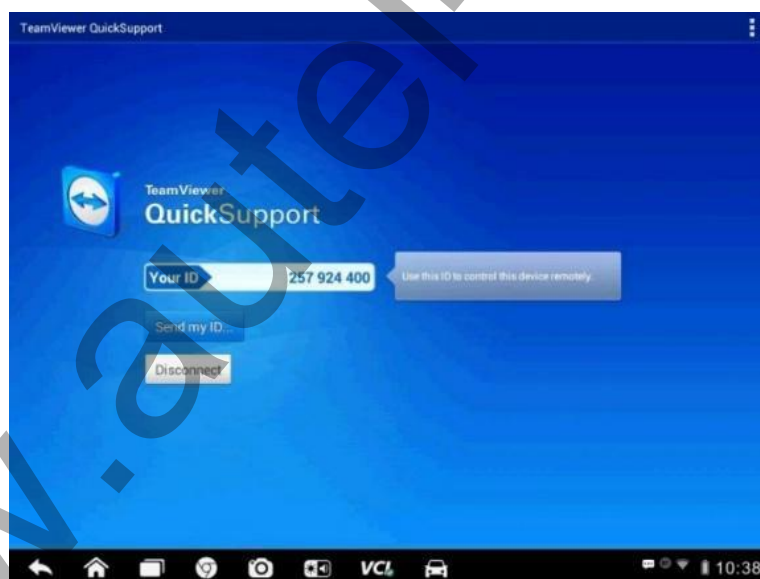 TeamViewer QuickSupport
TeamViewer
QuickSupport
Your ID
257 924 400
Use this ID to control this device remotely.
Send my ID...
Disconnect
VCI
10:38
v.autel